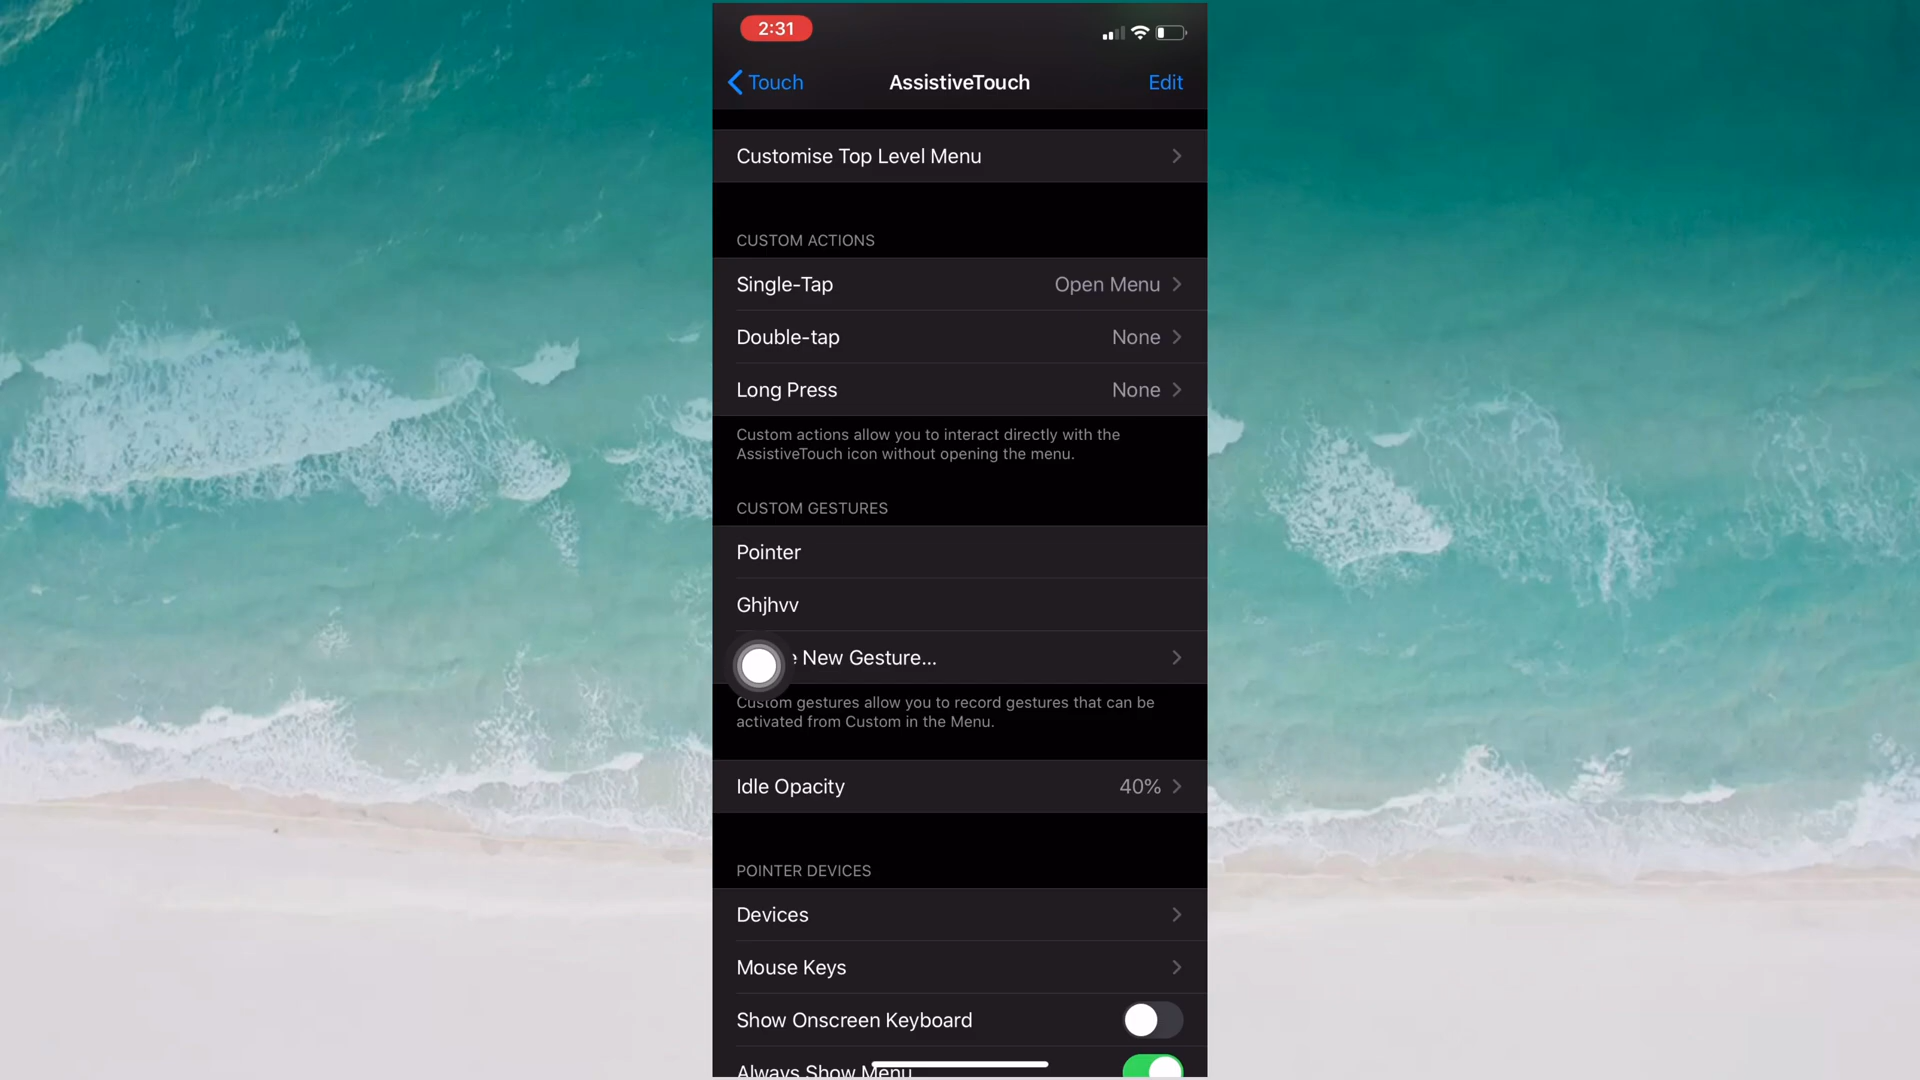 2:31
Touch
AssistiveTouch
Edit
Customise Top Level Menu
CUSTOM ACTIONS
Single-Tap Open Menu
Double-tap None
Long Press None
Custom actions allow you to interact directly with the
AssistiveTouch icon without opening the menu.
CUSTOM GESTURES
Pointer
Ghjhvv
New Gesture...
Custom gestures allow you to record gestures that can be
activated from Custom in the Menu.
Idle Opacity 40%
POINTER DEVICES
Devices
Mouse Keys
Show Onscreen Keyboard
Always Show Menu